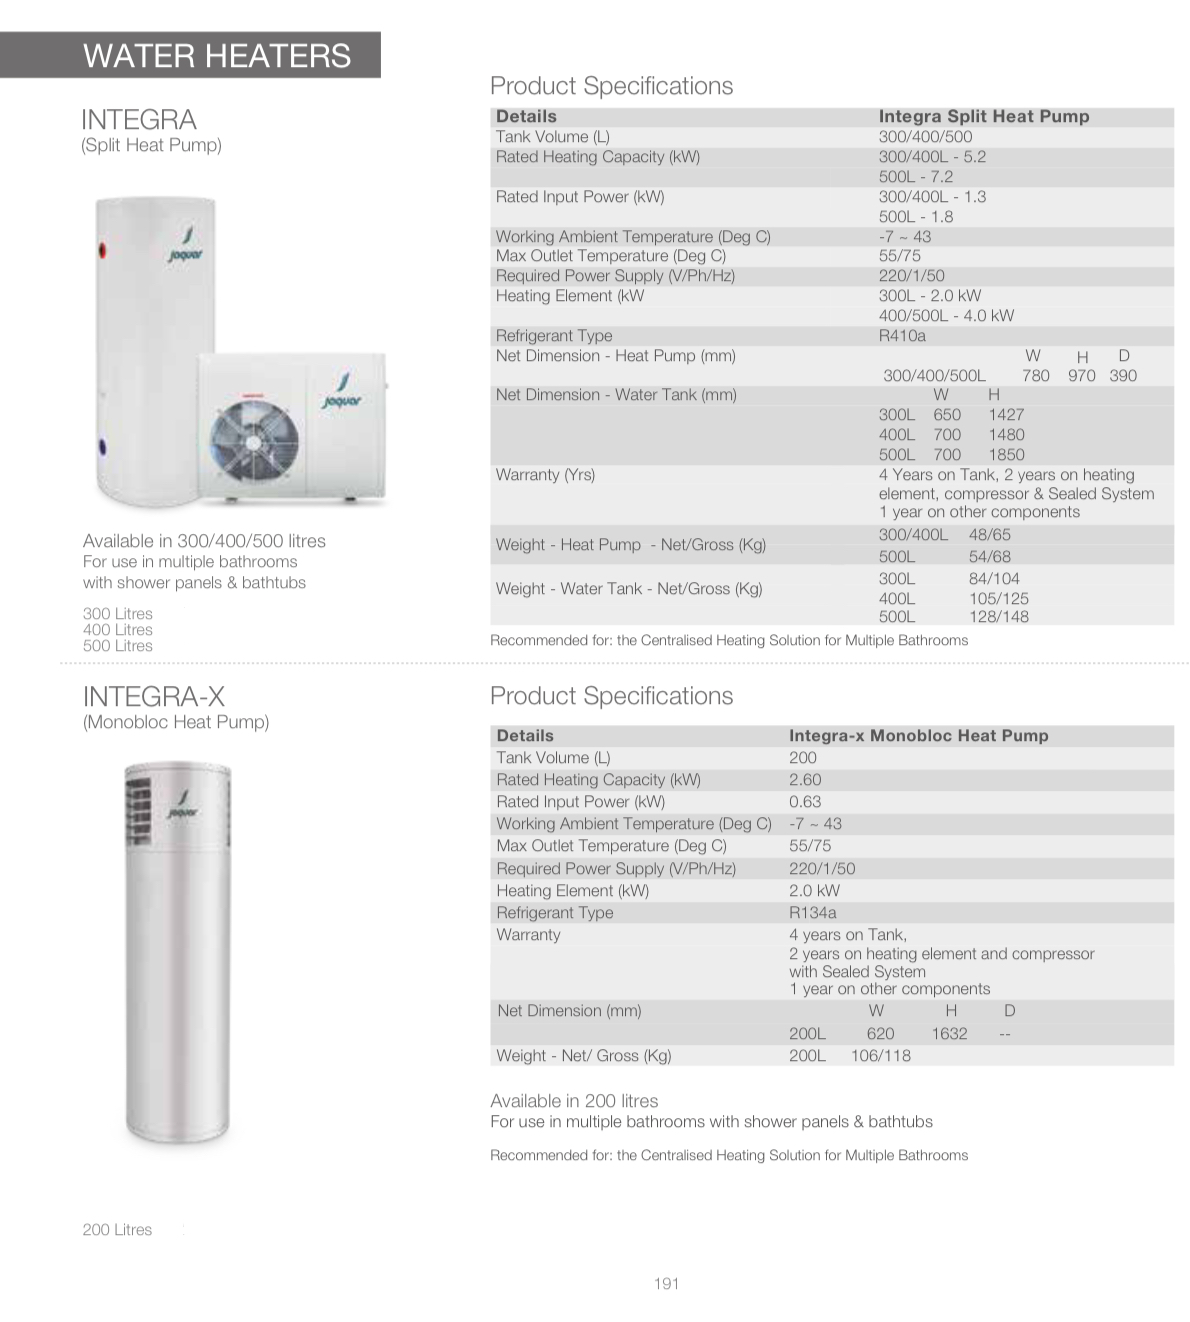 WATER HEATERS
INTEGRA
(Split Heat Pump)
Jaquar
Jaquar
Available in 300/400/500 litres
For use in multiple bathrooms
with shower panels & bathtubs
300 Litres
400 Litres
500 Litres
Product Specifications
Details Integra Split Heat Pump
Tank Volume (L) 300/400/500
Rated Heating Capacity (kW) 300/400L - 5.2
500L - 7.2
Rated Input Power (kW) 300/400L - 1.3
500L - 1.8
Working Ambient Temperature (Deg C) -7 ~ 43
Max Outlet Temperature (Deg C) 55/75
Required Power Supply (V/Ph/Hz) 220/1/50
Heating Element (kW 300L - 2.0 kW
400/500L - 4.0 kW
Refrigerant Type R410a
Net Dimension - Heat Pump (mm) W H D
300/400/500L 780 970 390
Net Dimension - Water Tank (mm) W H
300L 650 1427
400L 700 1480
500L 700 1850
Warranty (Yrs) 4 Years on Tank, 2 years on heating
element, compressor & Sealed System
1 year on other components
Weight - Heat Pump - Net/Gross (Kg) 300/400L 48/65
500L 54/68
Weight - Water Tank - Net/Gross (Kg) 300L 84/104
400L 105/125
500L 128/148
Recommended for: the Centralised Heating Solution for Multiple Bathrooms
INTEGRA-X
(Monobloc Heat Pump)
Jaquar
200 Litres
Product Specifications
Details Integra-x Monobloc Heat Pump
Tank Volume (L) 200
Rated Heating Capacity (kW) 2.60
Rated Input Power (kW) 0.63
Working Ambient Temperature (Deg C) -7 ~ 43
Max Outlet Temperature (Deg C) 55/75
Required Power Supply (V/Ph/Hz) 220/1/50
Heating Element (kW) 2.0 kW
Refrigerant Type R134a
Warranty 4 years on Tank,
2 years on heating element and compressor
with Sealed System
1 year on other components
Net Dimension (mm) W H D
200L 620 1632 --
Weight - Net/ Gross (Kg) 200L 106/118
Available in 200 litres
For use in multiple bathrooms with shower panels & bathtubs
Recommended for: the Centralised Heating Solution for Multiple Bathrooms
191